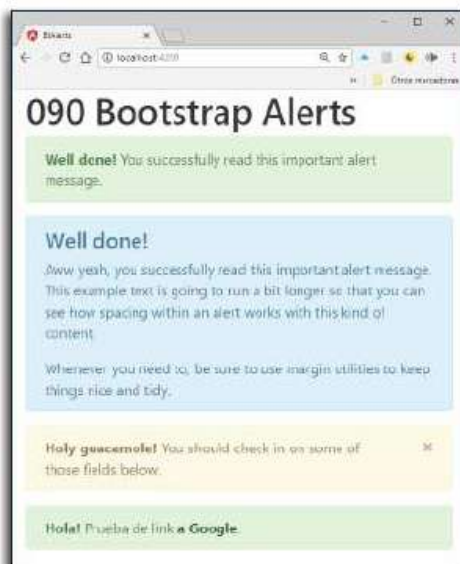 localhost:4200
Otros marcadores
090 Bootstrap Alerts
Well done! You successfully read this important alert
message.
Well done!
Aww yeah, you successfully read this important alert message.
This example text is going to run a bit longer so that you can
see how spacing within an alert works with this kind of
content.
Whenever you need to, be sure to use margin utilities to keep
things nice and tidy.
Holy guacamole! You should check in on some of
those fields below.
×
Hola! Prueba de link a Google.